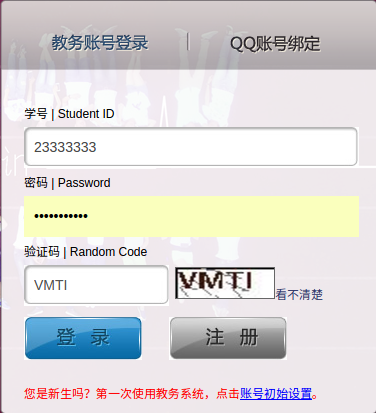 教务账号登录 | QQ账号绑定
学号 | Student ID
23333333
密码 | Password
•••••••••••
验证码 | Random Code
VMTI VMTI 看不清楚
登 录 注 册
您是新生吗？第一次使用教务系统，点击账号初始设置。